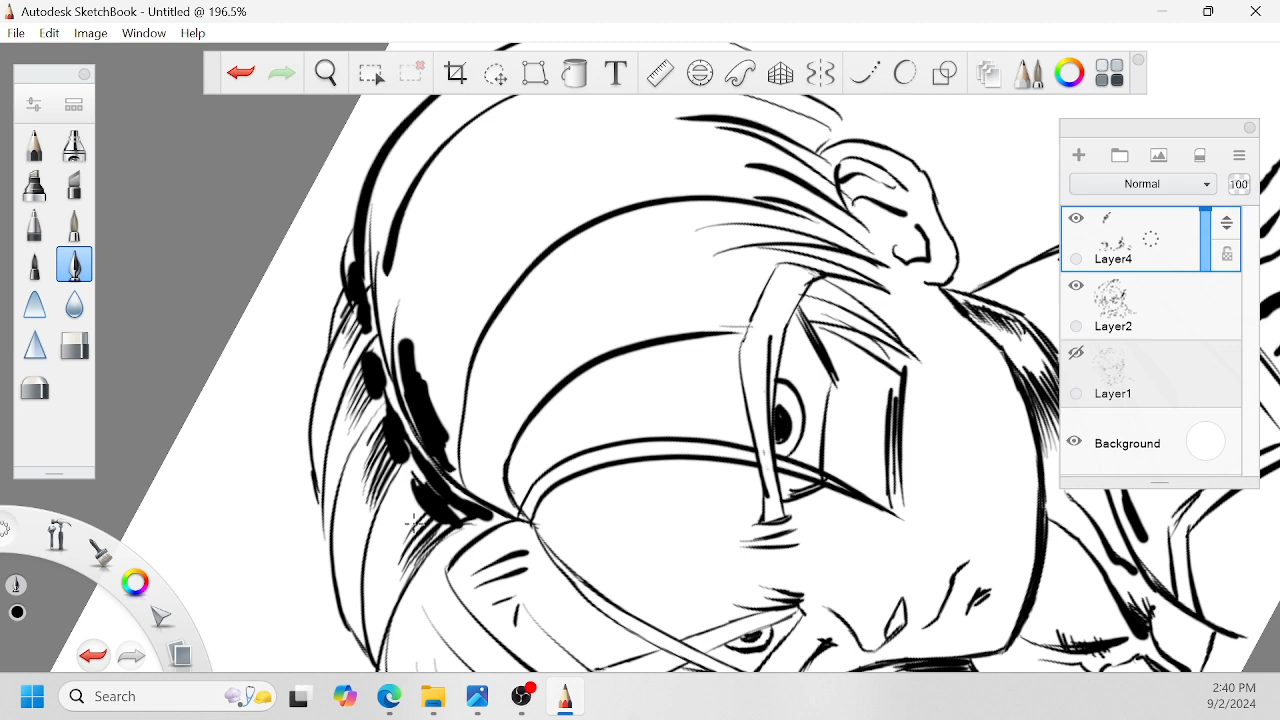 Autodesk SketchBook - Untitled @ 196.5%
File Edit Image Window Help
T
Normal
100
Layer4
Layer2
Layer1
Background
Search
2:40 PM
9/2/2024